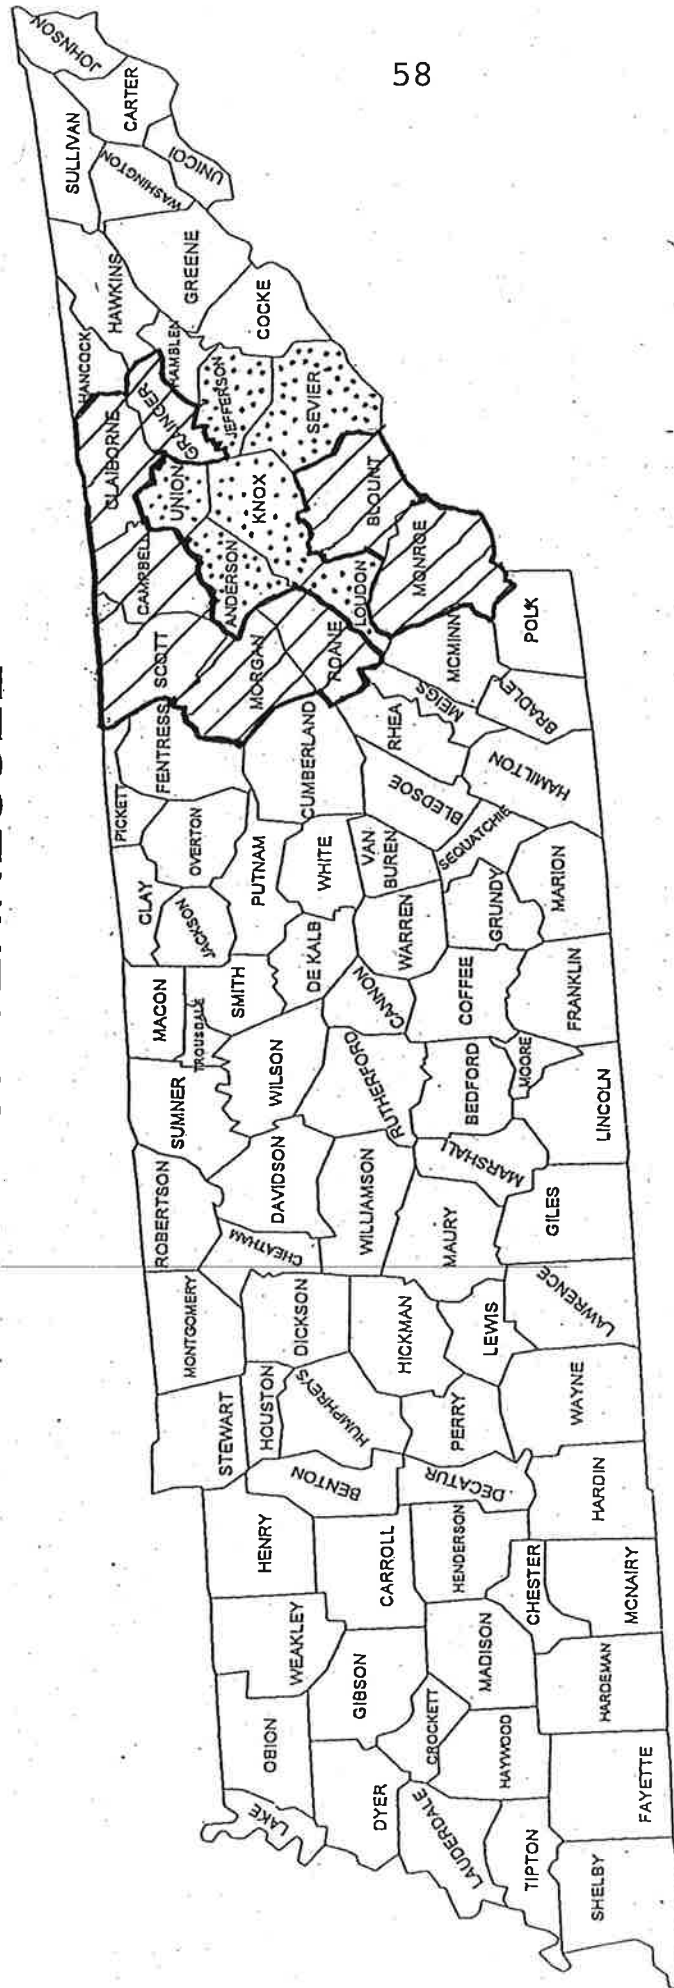 58
JOHNSON
CARTER
SULLIVAN
UNICOI
WASHINGTON
GREENE
HAWKINS
COCKE
HANCOCK
HAMBLEN
JEFFERSON
SEVIER
GRAINGER
CLAIBORNE
UNION
KNOX
BLOUNT
CAMPBELL
ANDERSON
LOUDON
MONROE
SCOTT
MORGAN
ROANE
MCMINN
POLK
FENTRESS
CUMBERLAND
RHEA
MEIGS
BRADLEY
PICKETT
OVERTON
PUTNAM
WHITE
BLEDSOE
HAMILTON
VAN
BUREN
SEQUATCHIE
CLAY
JACKSON
DE KALB
WARREN
GRUNDY
MARION
MACON
TROUSDALE
SMITH
CANNON
COFFEE
FRANKLIN
SUMNER
WILSON
RUTHERFORD
BEDFORD
MOORE
LINCOLN
ROBERTSON
DAVIDSON
CHEATHAM
WILLIAMSON
MARSHALL
MAURY
GILES
MONTGOMERY
DICKSON
HICKMAN
LEWIS
LAWRENCE
STEWART
HOUSTON
HUMPHREYS
PERRY
WAYNE
BENTON
DECATUR
HARDIN
HENRY
CARROLL
HENDERSON
CHESTER
MCNAIRY
WEAKLEY
GIBSON
MADISON
HARDEMAN
OBION
CROCKETT
HAYWOOD
FAYETTE
LAKE
DYER
LAUDERDALE
TIPTON
SHELBY